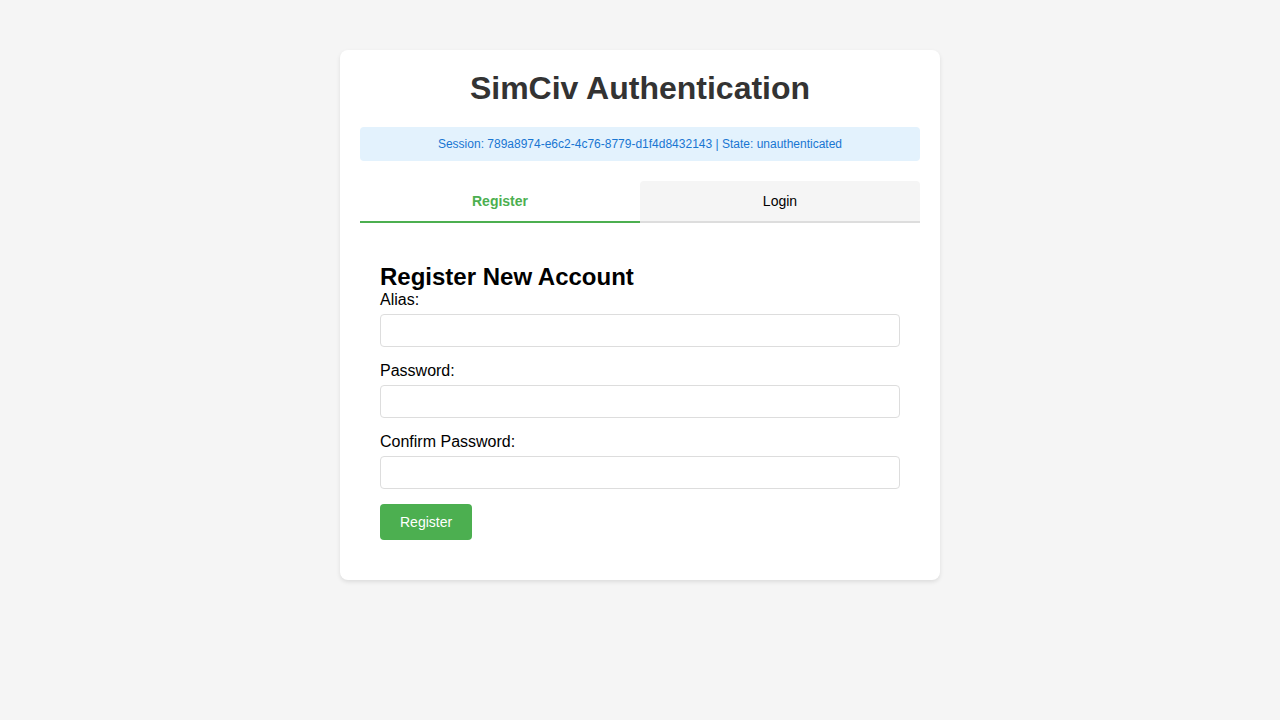 SimCiv Authentication
Session: 789a8974-e6c2-4c76-8779-d1f4d8432143 | State: unauthenticated
Register
Login
Register New Account
Alias:
Password:
Confirm Password:
Register